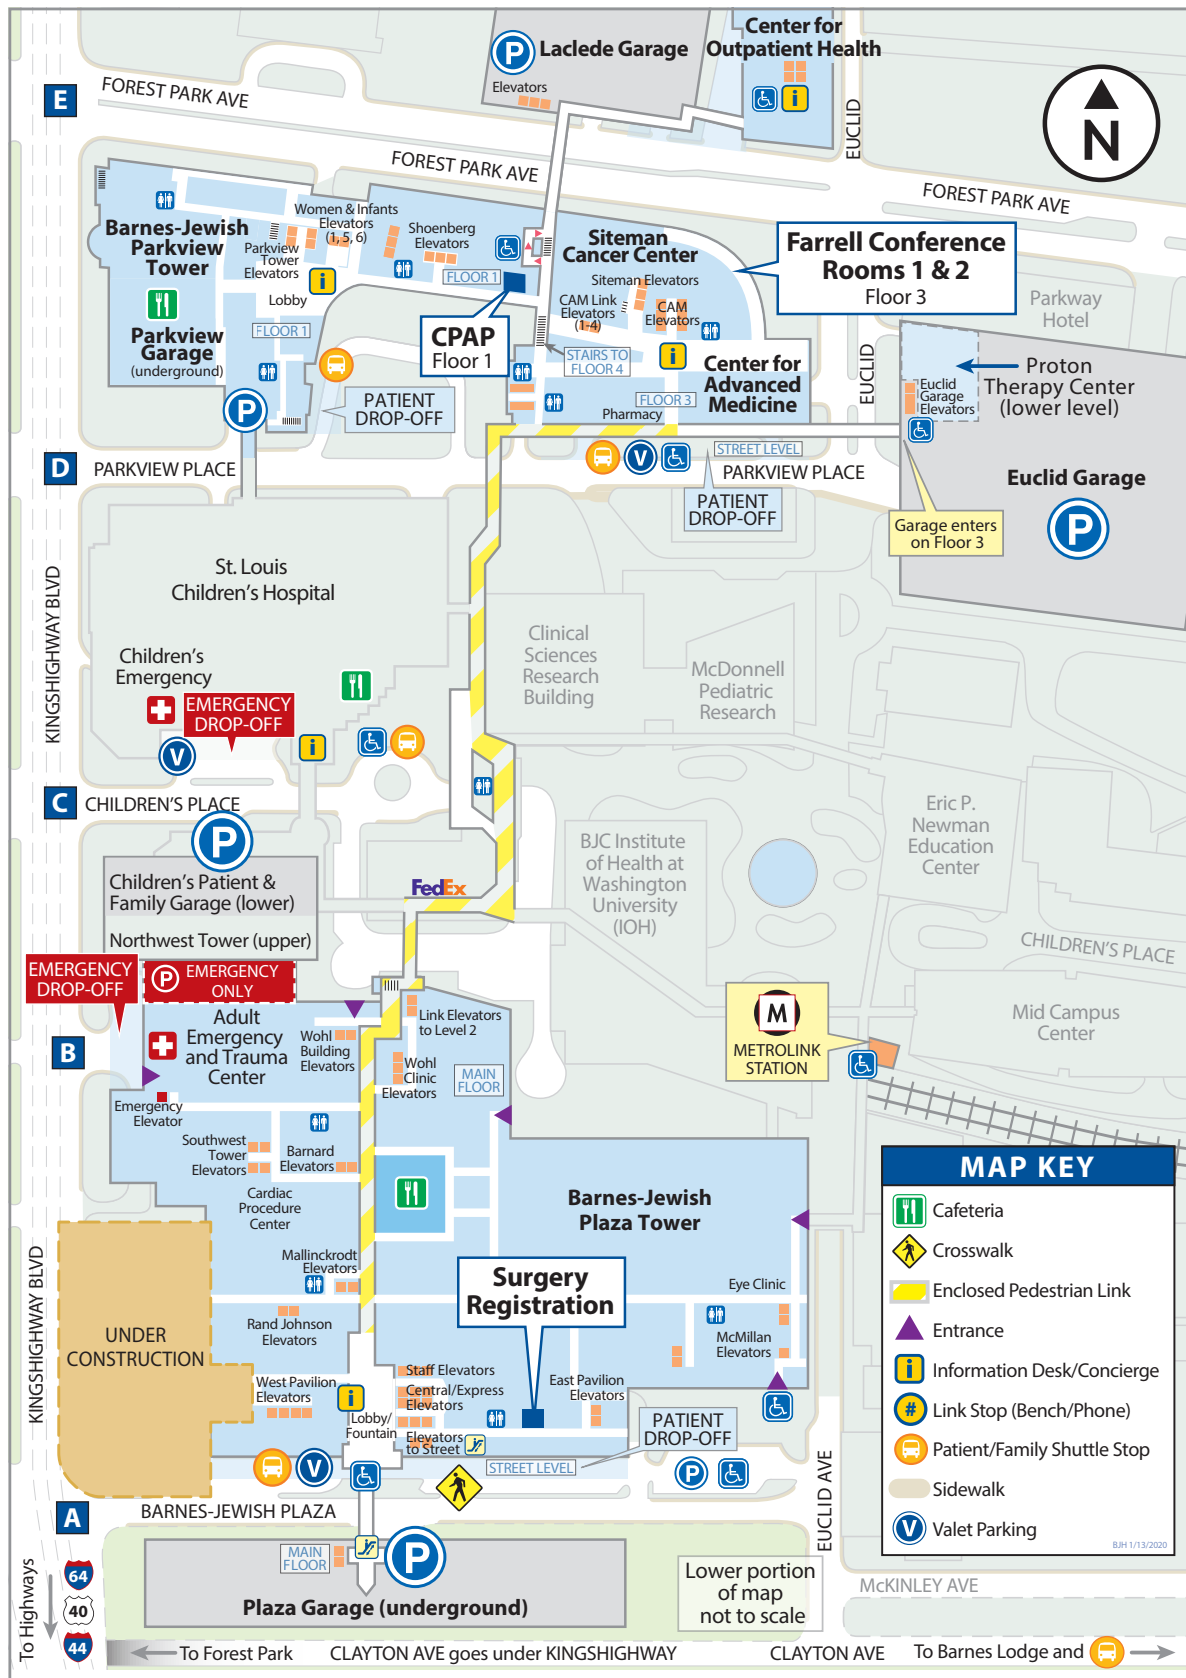 Laclede Garage
P
Elevators
Center for
Outpatient Health
i
E
FOREST PARK AVE
EUCLID
N
FOREST PARK AVE
FOREST PARK AVE
Barnes-Jewish
Parkview
Tower
Women & Infants
Elevators
(1, 5, 6)
Parkview
Tower
Elevators
Shoenberg
Elevators
i
Lobby
FLOOR 1
FLOOR 1
Parkview
Garage
(underground)
P
CPAP
Floor 1
Siteman
Cancer Center
Siteman Elevators
CAM Link
Elevators
(1-4)
CAM
Elevators
i
STAIRS TO
FLOOR 4
Center for
Advanced
Medicine
FLOOR 3
Pharmacy
Farrell Conference
Rooms 1 & 2
Floor 3
Parkway
Hotel
EUCLID
Euclid
Garage
Elevators
Proton
Therapy Center
(lower level)
PATIENT
DROP-OFF
D
PARKVIEW PLACE
V
STREET LEVEL
PARKVIEW PLACE
PATIENT
DROP-OFF
Euclid Garage
P
Garage enters
on Floor 3
St. Louis
Children's Hospital
KINGSHIGHWAY BLVD
Clinical
Sciences
Research
Building
McDonnell
Pediatric
Research
Children's
Emergency
EMERGENCY
DROP-OFF
V
i
C
CHILDREN'S PLACE
P
Children's Patient &
Family Garage (lower)
Northwest Tower (upper)
FedEx
BJC Institute
of Health at
Washington
University
(IOH)
Eric P.
Newman
Education
Center
CHILDREN'S PLACE
EMERGENCY
DROP-OFF
P
EMERGENCY
ONLY
M
METROLINK
STATION
Mid Campus
Center
B
Adult
Emergency
and Trauma
Center
Wohl
Building
Elevators
Link Elevators
to Level 2
Wohl
Clinic
Elevators
MAIN
FLOOR
Emergency
Elevator
Southwest
Tower
Elevators
Barnard
Elevators
Cardiac
Procedure
Center
Barnes-Jewish
Plaza Tower
Mallinckrodt
Elevators
Rand Johnson
Elevators
Surgery
Registration
Eye Clinic
McMillan
Elevators
UNDER
CONSTRUCTION
KINGSHIGHWAY BLVD
West Pavilion
Elevators
i
Lobby/
Fountain
Staff Elevators
Central/Express
Elevators
Elevators
to Street
East Pavilion
Elevators
PATIENT
DROP-OFF
STREET LEVEL
V
P
EUCLID AVE
A
BARNES-JEWISH PLAZA
MAIN
FLOOR
P
Plaza Garage (underground)
Lower portion
of map
not to scale
MAP KEY
Cafeteria
Crosswalk
Enclosed Pedestrian Link
Entrance
i Information Desk/Concierge
# Link Stop (Bench/Phone)
Patient/Family Shuttle Stop
Sidewalk
V Valet Parking
BJH 1/13/2020
McKINLEY AVE
To Highways
64
40
44
To Forest Park
CLAYTON AVE goes under KINGSHIGHWAY
CLAYTON AVE
To Barnes Lodge and